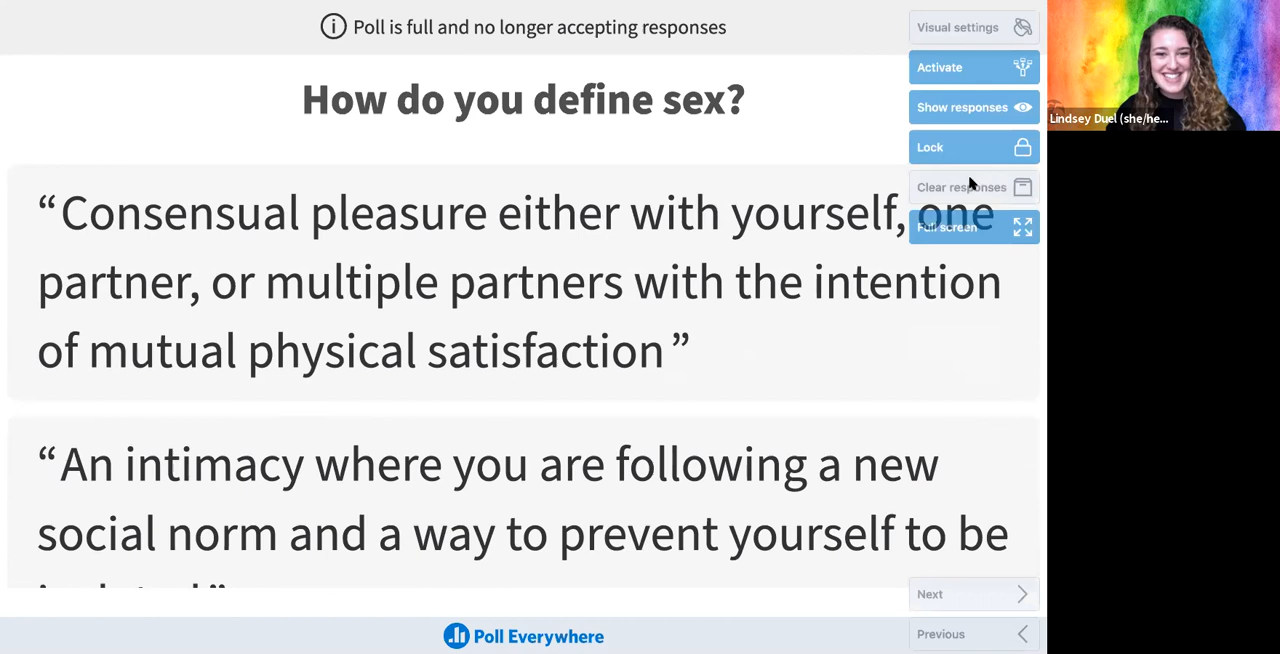 Poll is full and no longer accepting responses
How do you define sex?
“Consensual pleasure either with yourself, one
partner, or multiple partners with the intention
of mutual physical satisfaction”
“An intimacy where you are following a new
social norm and a way to prevent yourself to be
Visual settings
Activate
Show responses
Lock
Clear responses
Full screen
Next
Previous
Poll Everywhere
Lindsey Duel (she/he...